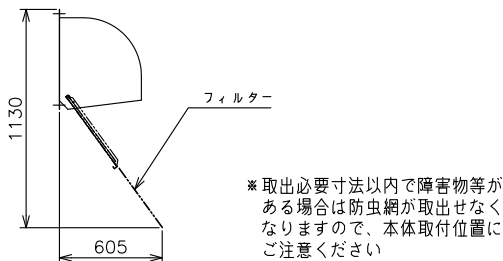 フィルター
1130
※取出必要寸法以内で障害物等が
ある場合は防虫網が取出せなく
なりますので、本体取付位置に
ご注意ください
605